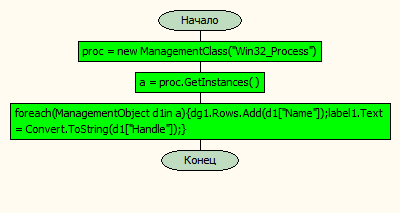 Начало
proc = new ManagementClass("Win32_Process")
a = proc.GetInstances()
foreach(ManagementObject d1in a){dg1.Rows.Add(d1["Name"]);label1.Text
= Convert.ToString(d1["Handle"]);}
Конец